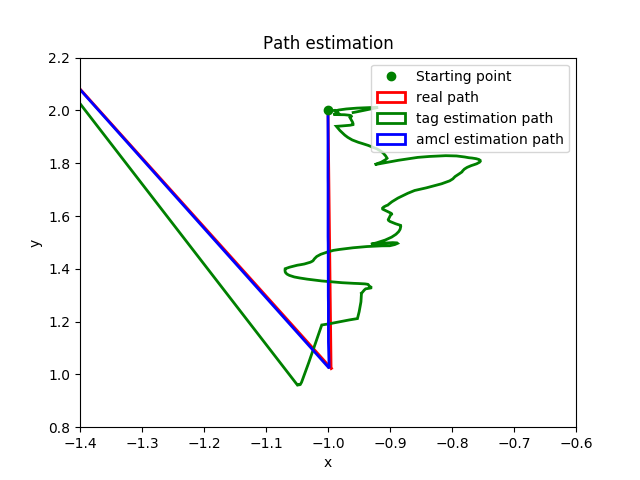 Path estimation
Starting point
real path
tag estimation path
amcl estimation path
2.2
2.0
1.8
1.6
1.4
1.2
1.0
0.8
y
−1.4 −1.3 −1.2 −1.1 −1.0 −0.9 −0.8 −0.7 −0.6
x